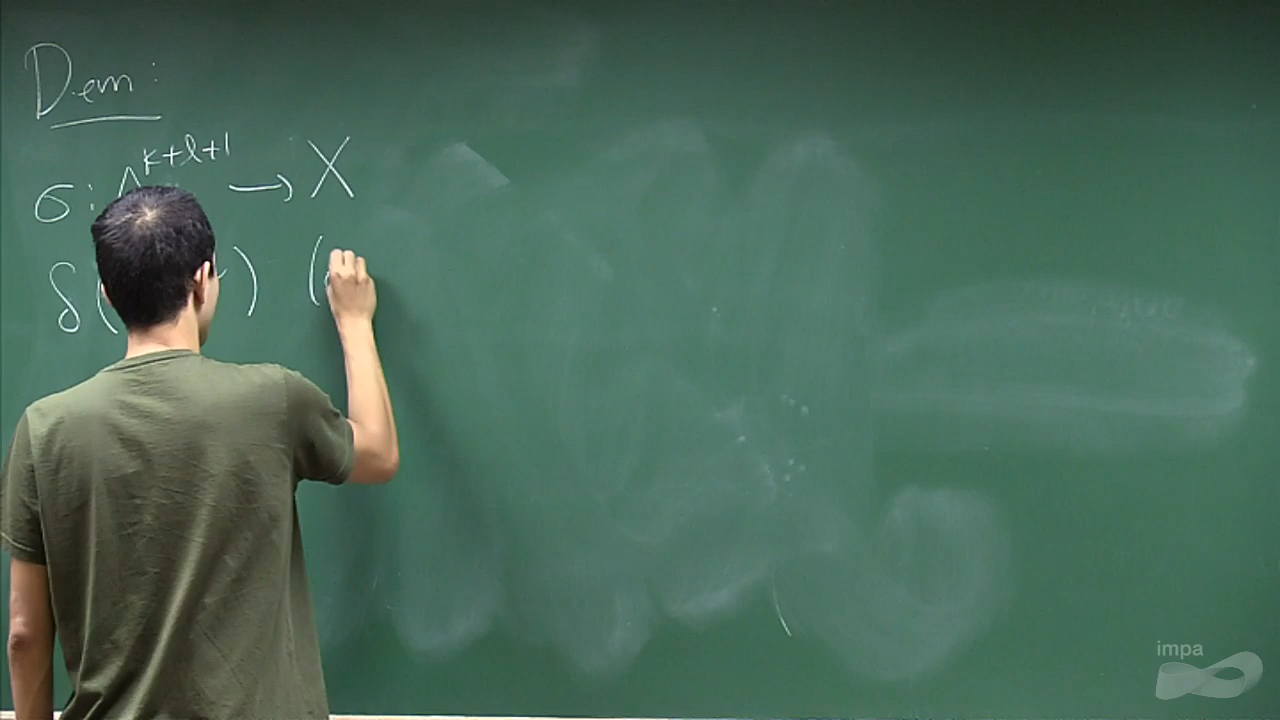 Dem:
σ: Δ^{k+l+1} → X
δ( ) (
impa